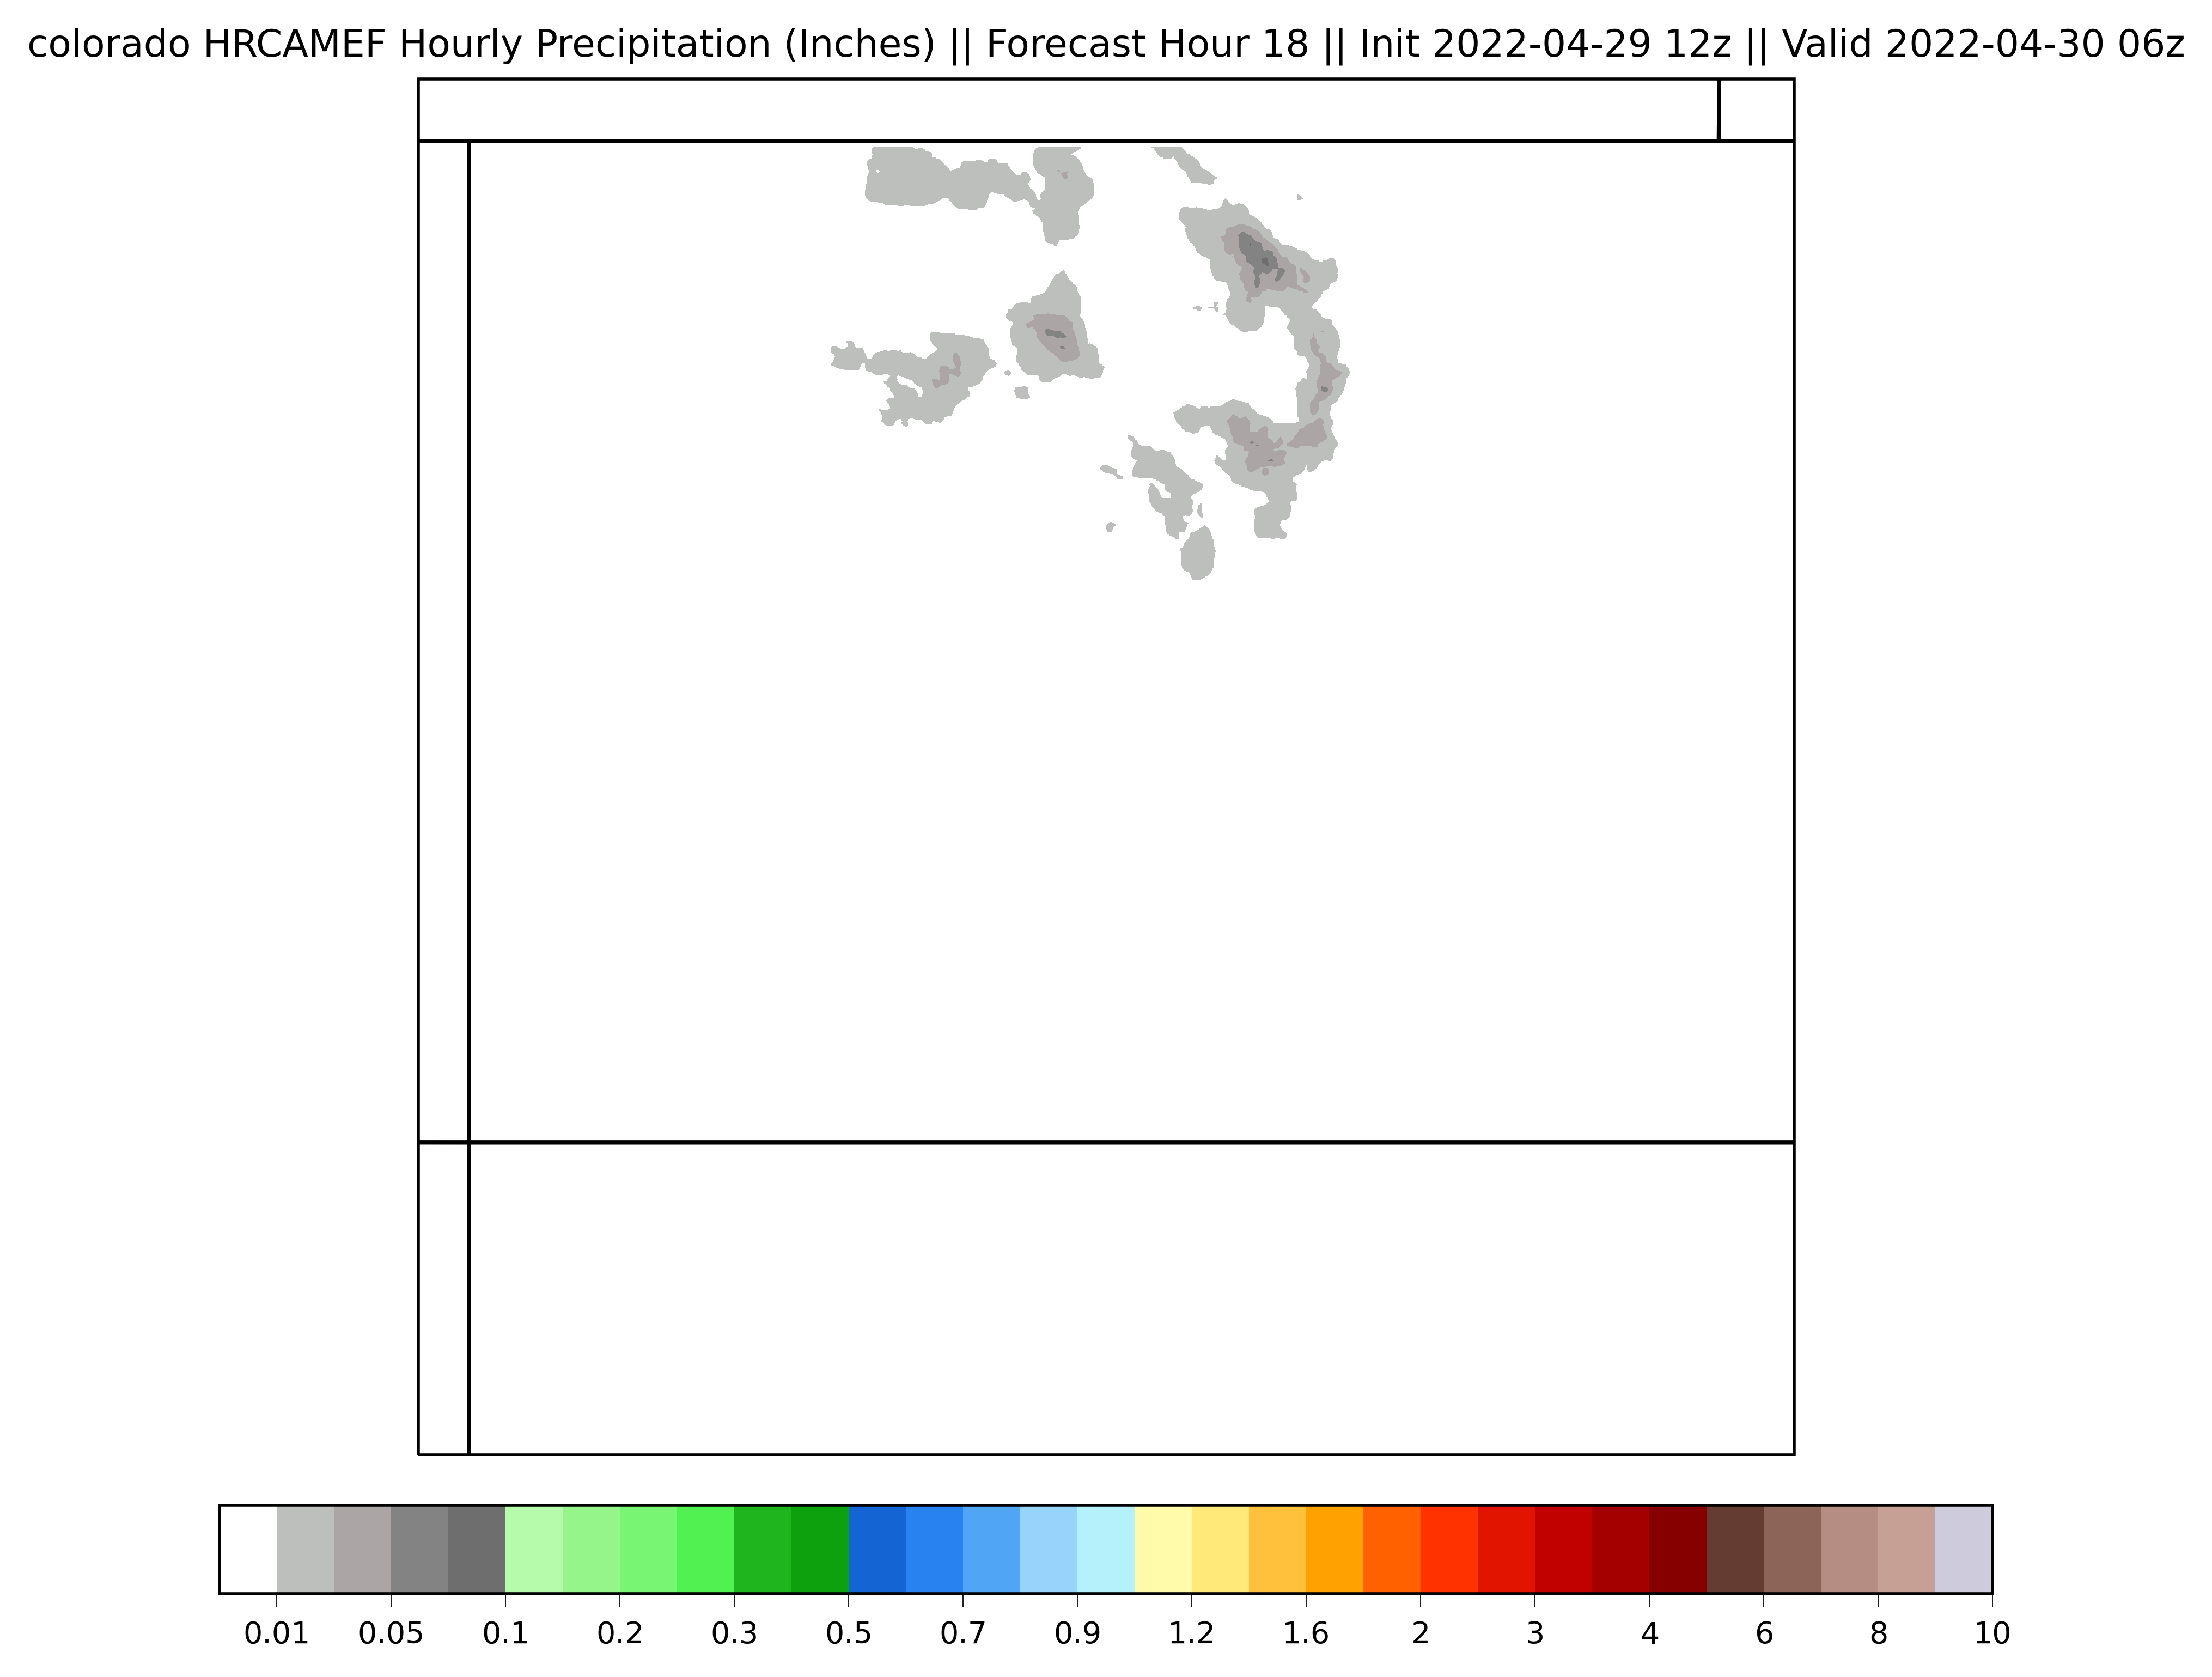 colorado HRCAMEF Hourly Precipitation (Inches) || Forecast Hour 18 || Init 2022-04-29 12z || Valid 2022-04-30 06z
0.01 0.05 0.1 0.2 0.3 0.5 0.7 0.9 1.2 1.6 2 3 4 6 8 10